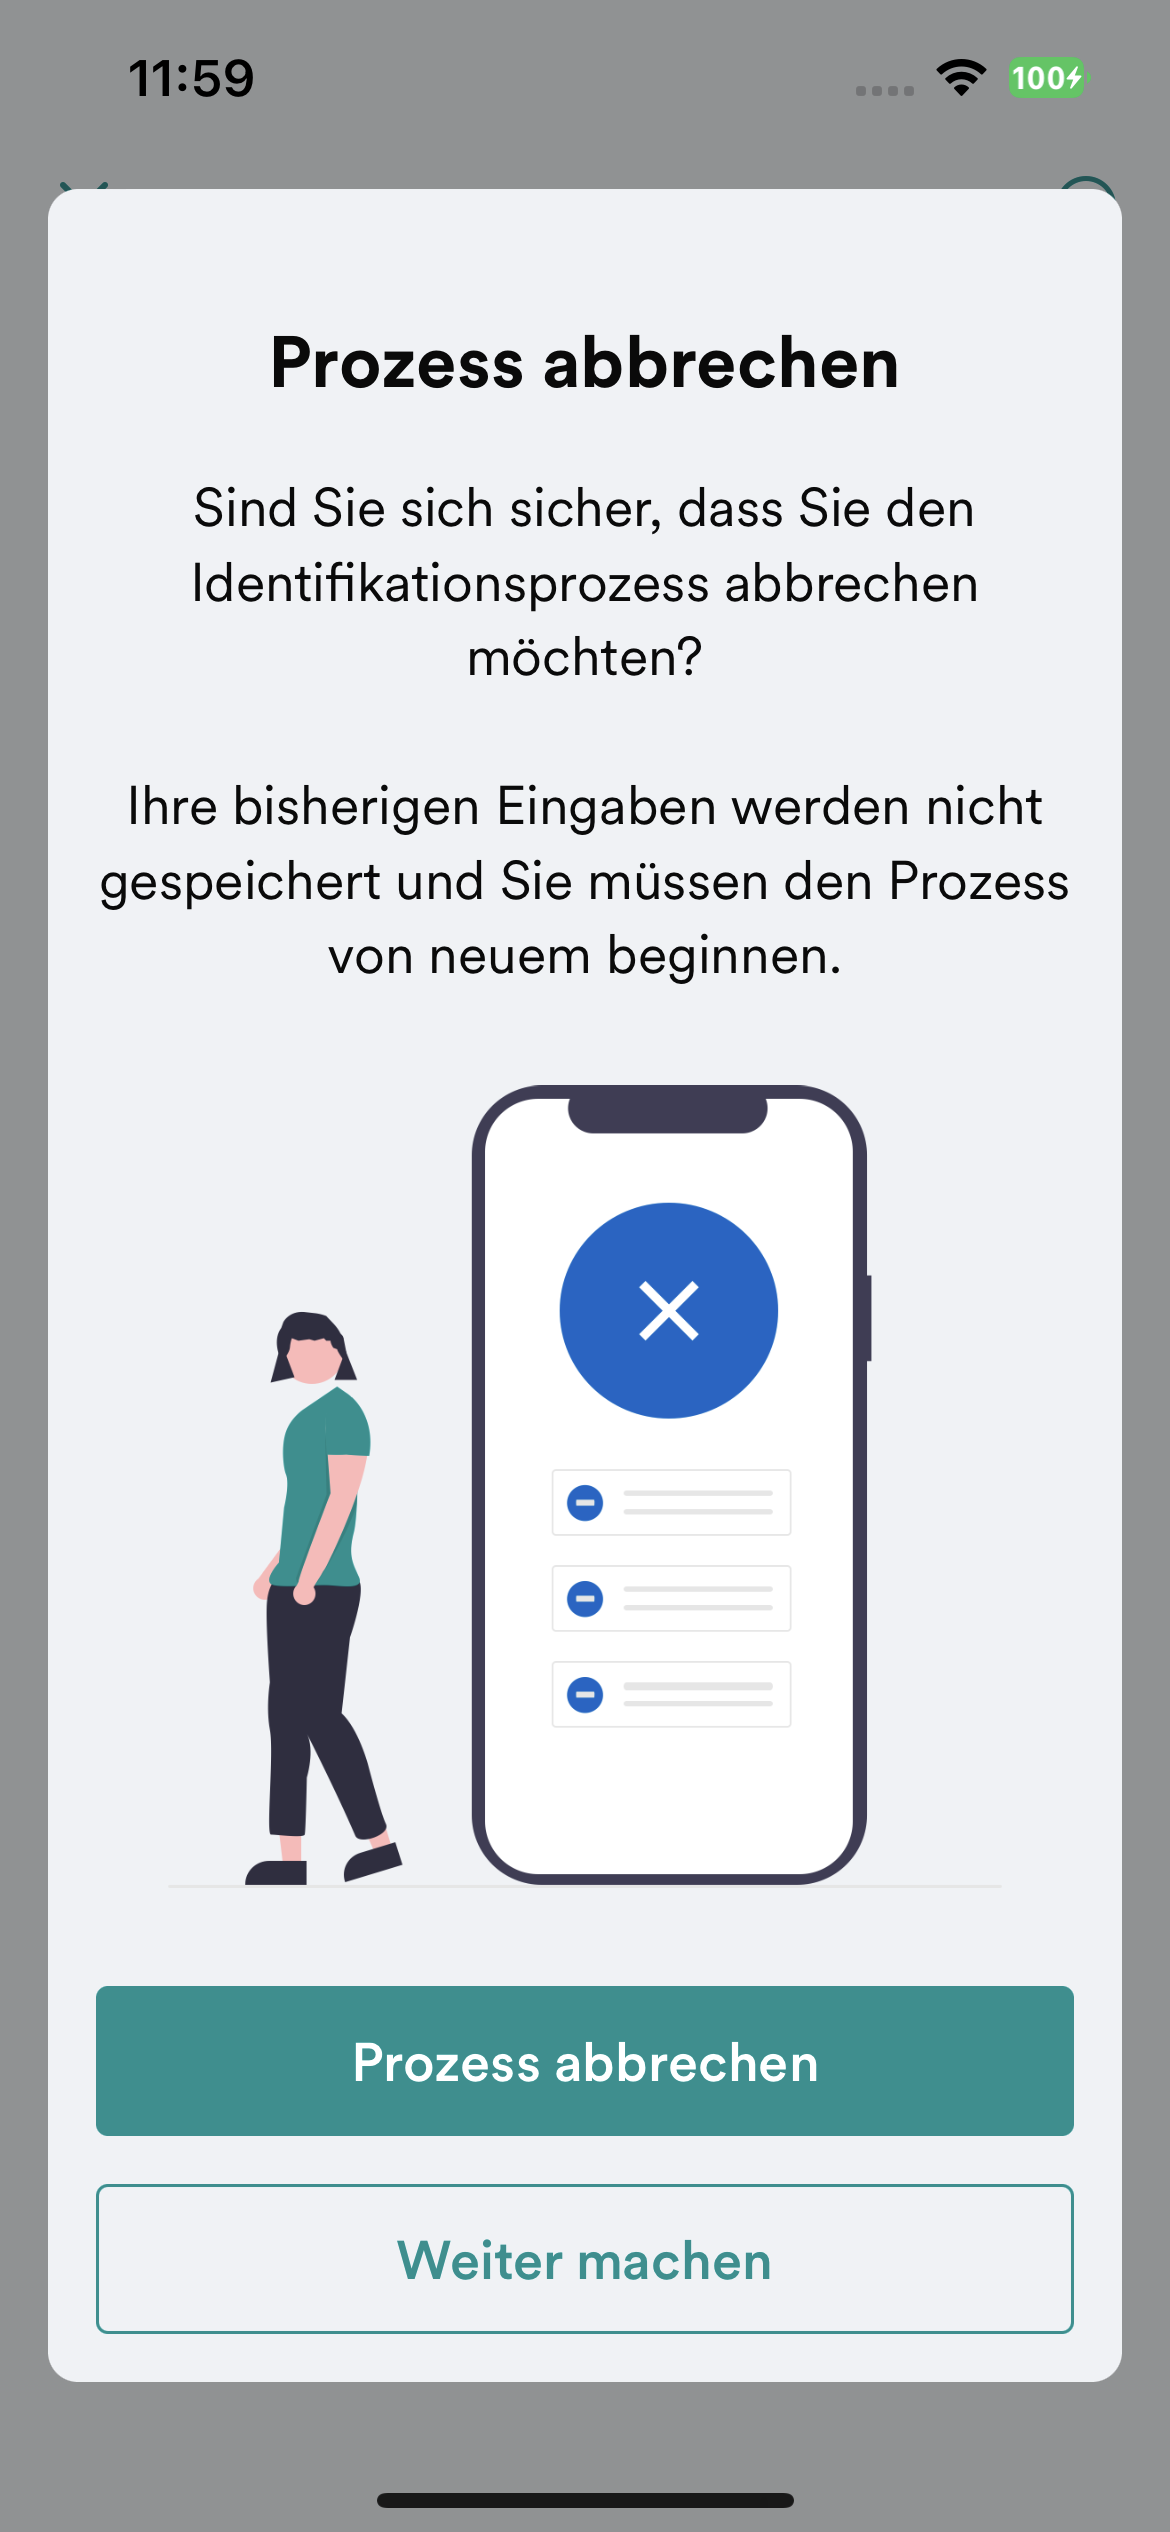 11:59
100
Prozess abbrechen
Sind Sie sich sicher, dass Sie den
Identifikationsprozess abbrechen
möchten?
Ihre bisherigen Eingaben werden nicht
gespeichert und Sie müssen den Prozess
von neuem beginnen.
Prozess abbrechen
Weiter machen